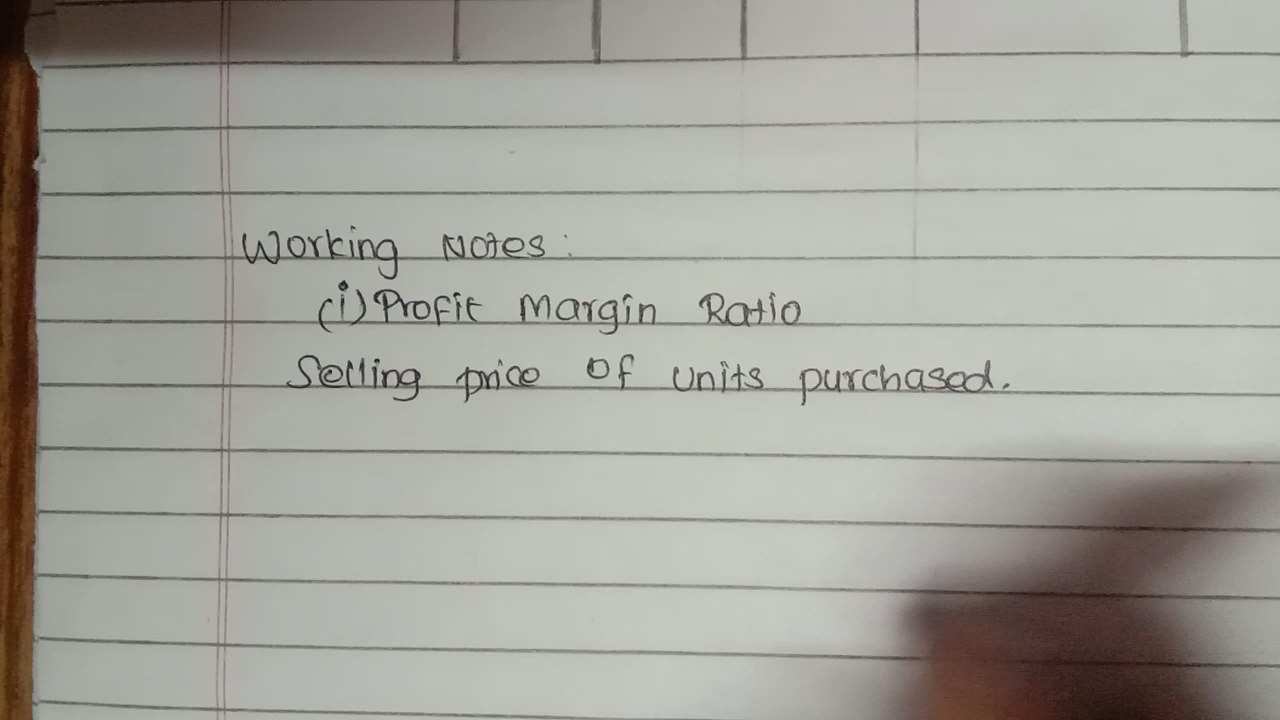 Working Notes:
(i) Profit Margin Ratio
Selling price of units purchased.